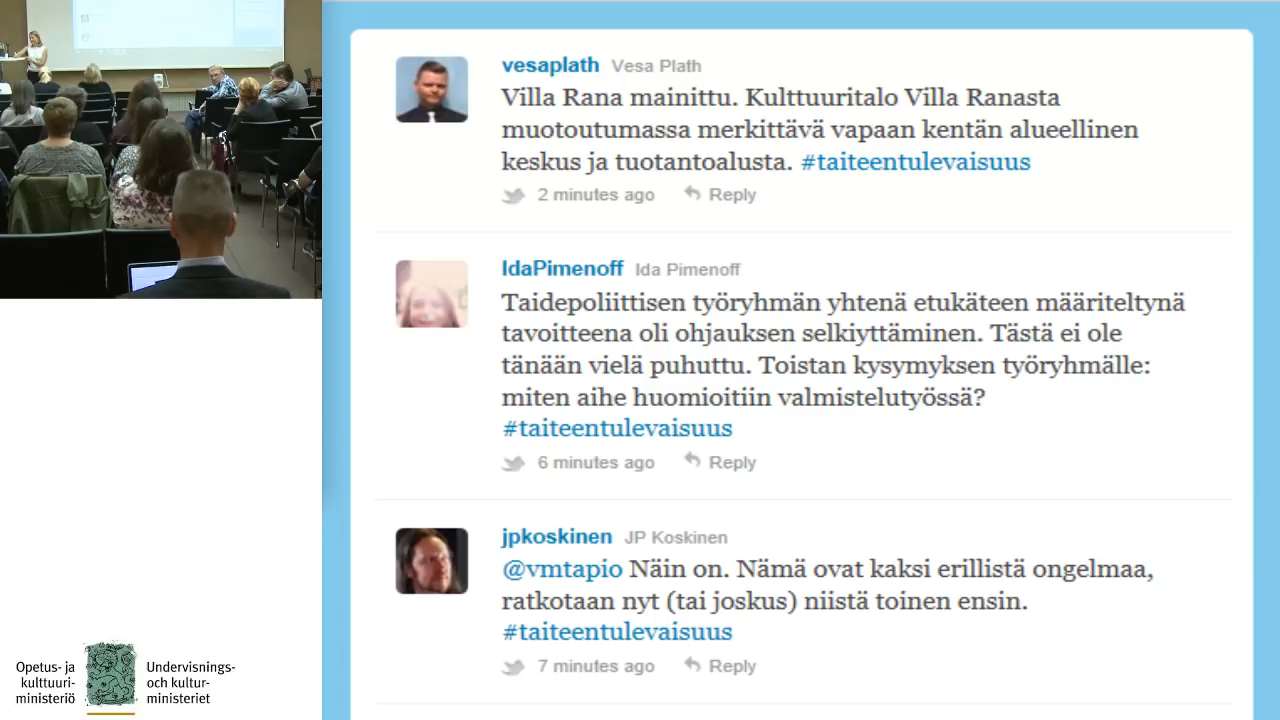 vesaplath Vesa Plath
Villa Rana mainittu. Kulttuuritalo Villa Ranasta
muotoutumassa merkittävä vapaan kentän alueellinen
keskus ja tuotantoalusta. #taiteentulevaisuus
2 minutes ago Reply
IdaPimenoff Ida Pimenoff
Taidepoliittisen työryhmän yhtenä etukäteen määriteltynä
tavoitteena oli ohjauksen selkiyttäminen. Tästä ei ole
tänään vielä puhuttu. Toistan kysymyksen työryhmälle:
miten aihe huomioitiin valmistelutyössä?
#taiteentulevaisuus
6 minutes ago Reply
jpkoskinen JP Koskinen
@vmtapio Näin on. Nämä ovat kaksi erillistä ongelmaa,
ratkotaan nyt (tai joskus) niistä toinen ensin.
#taiteentulevaisuus
7 minutes ago Reply
Opetus- ja
kulttuuri-
ministeriö
Undervisnings-
och kultur-
ministeriet